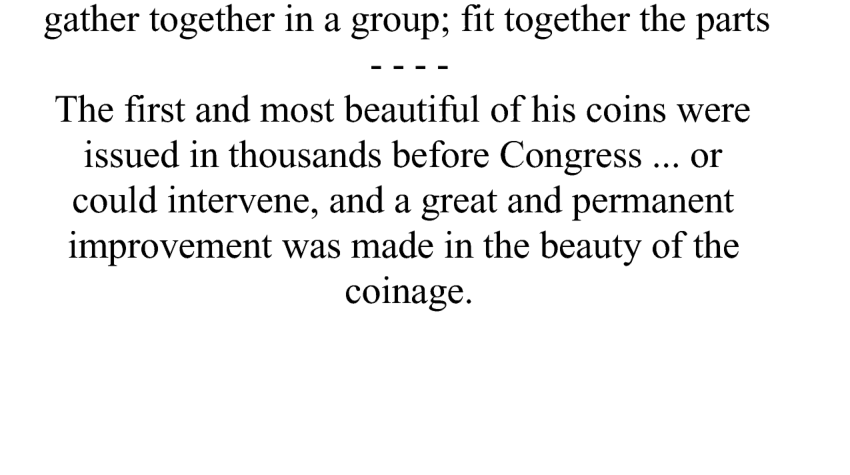 gather together in a group; fit together the parts
- - - -
The first and most beautiful of his coins were
issued in thousands before Congress ... or
could intervene, and a great and permanent
improvement was made in the beauty of the
coinage.